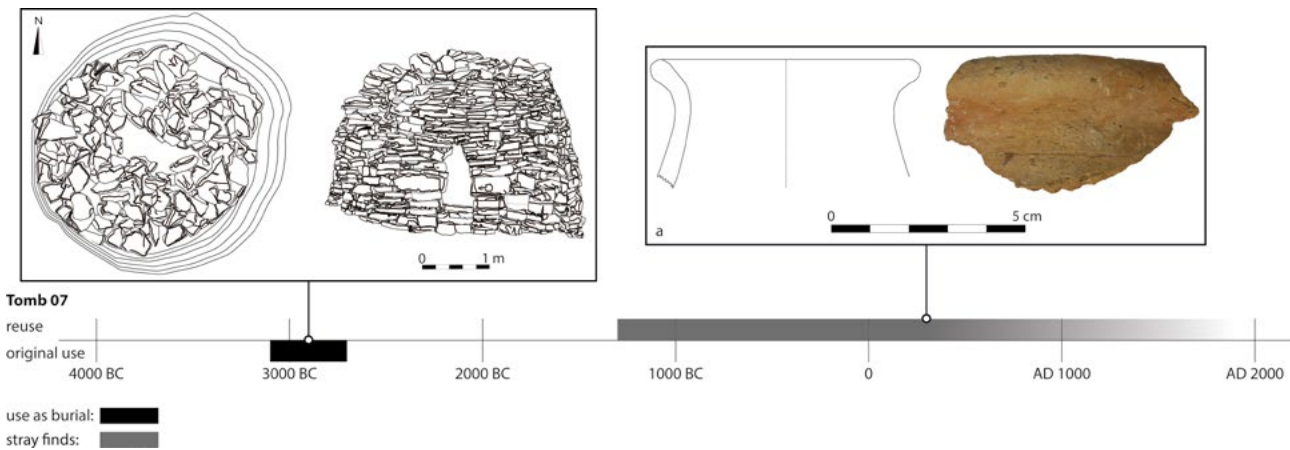 N
0 1 m
0 5 cm
a
Tomb 07
reuse
original use
4000 BC 3000 BC 2000 BC 1000 BC 0 AD 1000 AD 2000
use as burial:
stray finds: